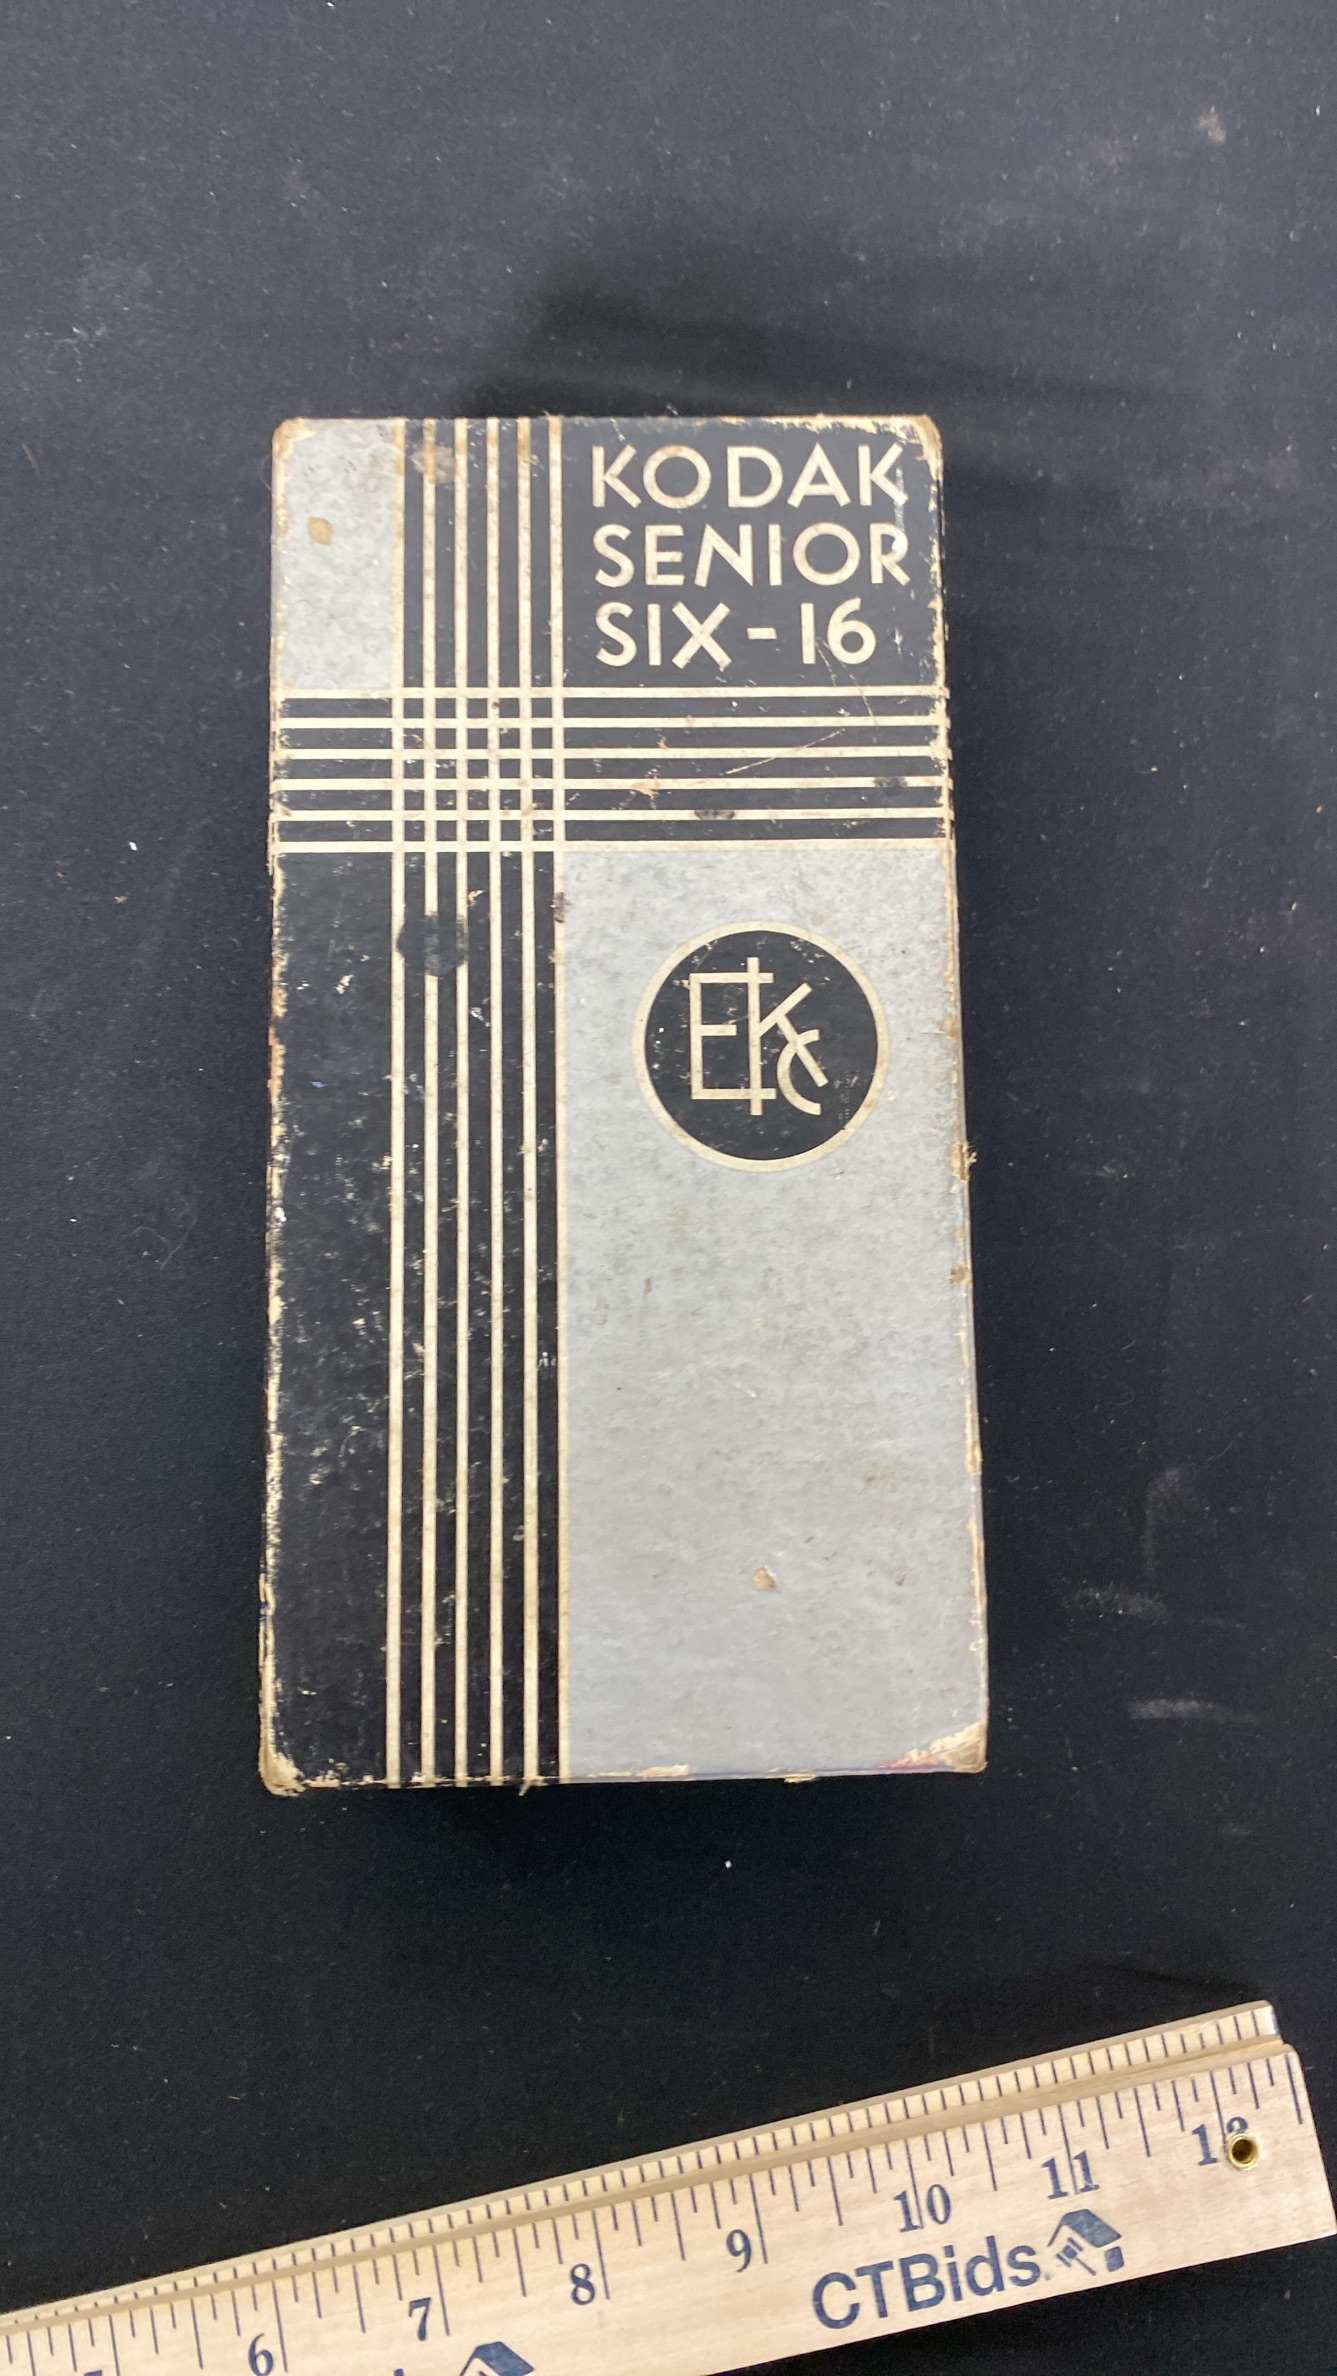 KODAK
SENIOR
SIX-16
EKC
6 7 8 9 10 11 12
CTBids